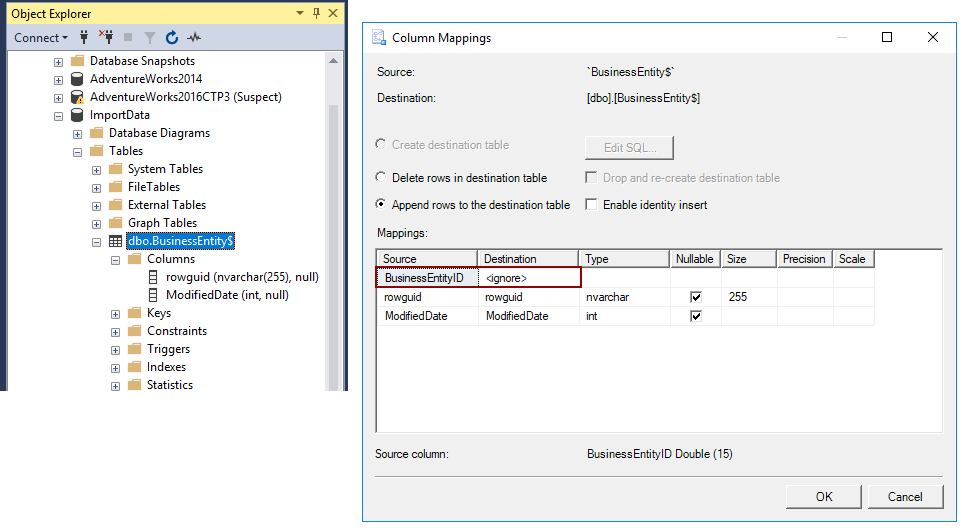 Object Explorer
Connect
Database Snapshots
AdventureWorks2014
AdventureWorks2016CTP3 (Suspect)
ImportData
Database Diagrams
Tables
System Tables
FileTables
External Tables
Graph Tables
dbo.BusinessEntity$
Columns
rowguid (nvarchar(255), null)
ModifiedDate (int, null)
Keys
Constraints
Triggers
Indexes
Statistics
Column Mappings
Source: `BusinessEntity$`
Destination: [dbo].[BusinessEntity$]
Create destination table Edit SQL...
Delete rows in destination table Drop and re-create destination table
Append rows to the destination table Enable identity insert
Mappings:
Source Destination Type Nullable Size Precision Scale
BusinessEntityID <ignore>
rowguid rowguid nvarchar 255
ModifiedDate ModifiedDate int
Source column: BusinessEntityID Double (15)
OK Cancel